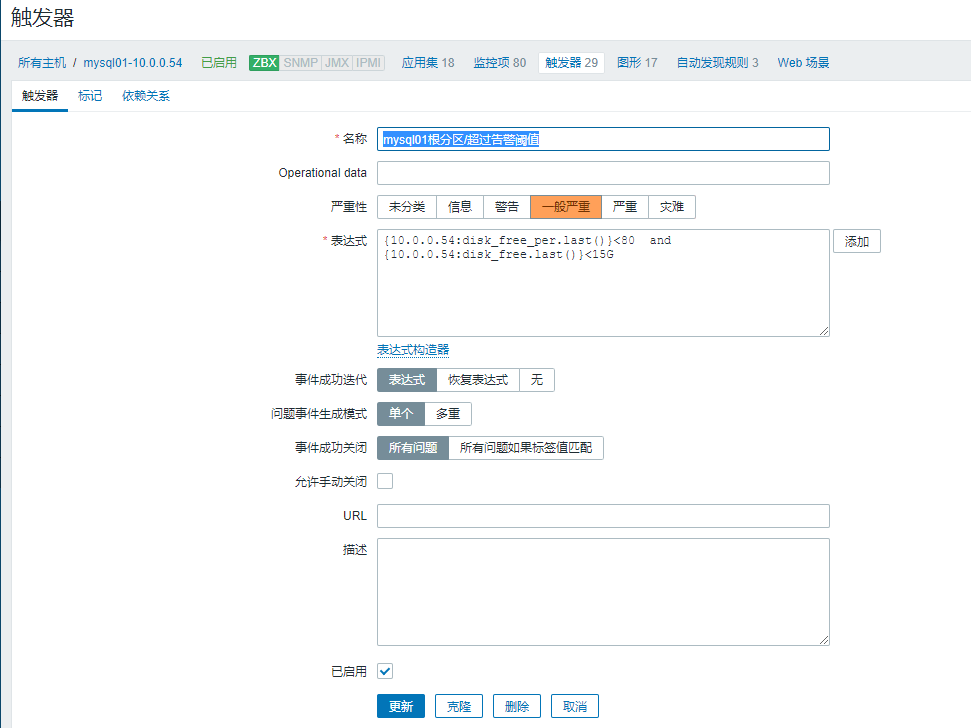 触发器
所有主机 / mysql01-10.0.0.54 已启用 ZBX SNMP JMX IPMI 应用集 18 监控项 80 触发器 29 图形 17 自动发现规则 3 Web 场景
触发器 标记 依赖关系
* 名称 mysql01根分区/超过告警阈值
Operational data
严重性 未分类 信息 警告 一般严重 严重 灾难
* 表达式 {10.0.0.54:disk_free_per.last()}<80 and 添加
{10.0.0.54:disk_free.last()}<15G
表达式构造器
事件成功迭代 表达式 恢复表达式 无
问题事件生成模式 单个 多重
事件成功关闭 所有问题 所有问题如果标签值匹配
允许手动关闭
URL
描述
已启用
更新 克隆 删除 取消